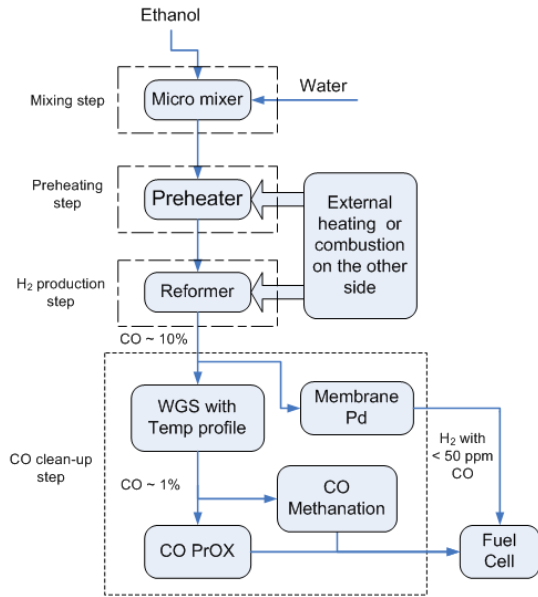 Ethanol
Mixing step
Micro mixer
Water
Preheating
step
Preheater
External
heating or
combustion
on the other
side
H₂ production
step
Reformer
CO ~ 10%
WGS with
Temp profile
Membrane
Pd
H₂ with
< 50 ppm
CO
CO clean-up
step
CO ~ 1%
CO
Methanation
CO PrOX
Fuel
Cell